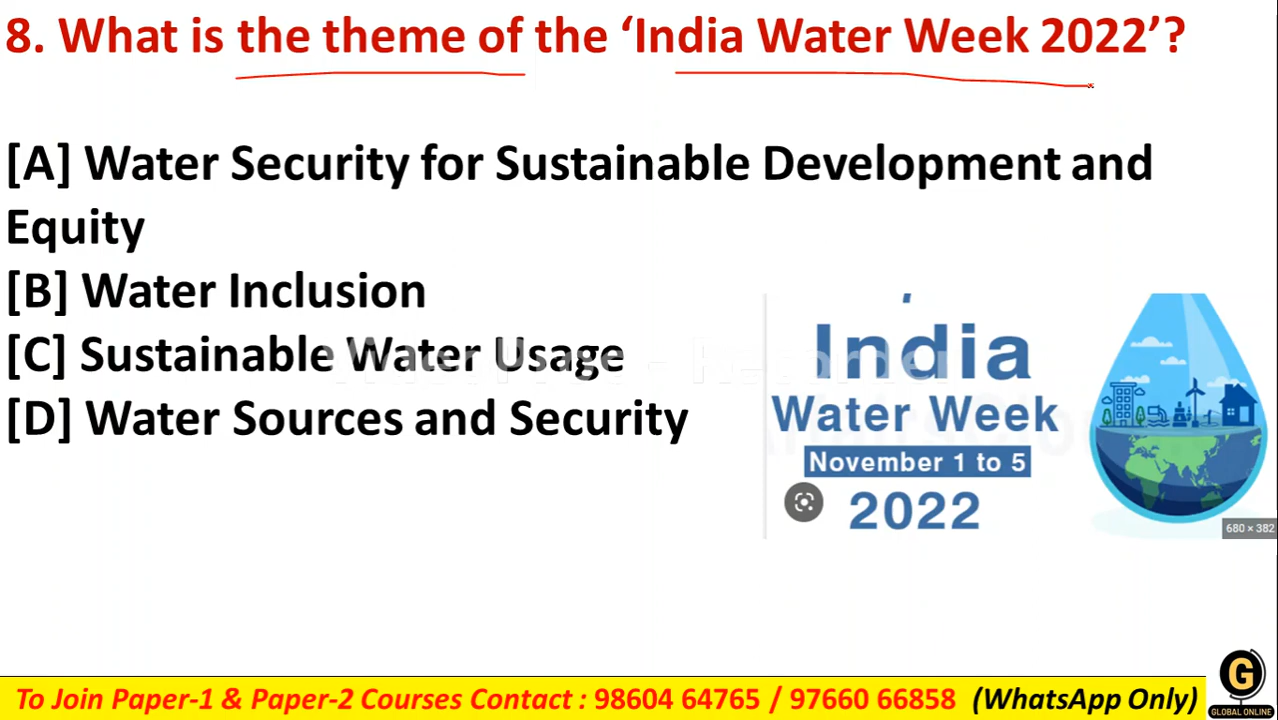 8. What is the theme of the ‘India Water Week 2022’?
[A] Water Security for Sustainable Development and
Equity
[B] Water Inclusion
[C] Sustainable Water Usage
[D] Water Sources and Security
India
Water Week
November 1 to 5
2022
680 × 382
G
GLOBAL ONLINE
To Join Paper-1 & Paper-2 Courses Contact : 98604 64765 / 97660 66858 (WhatsApp Only)